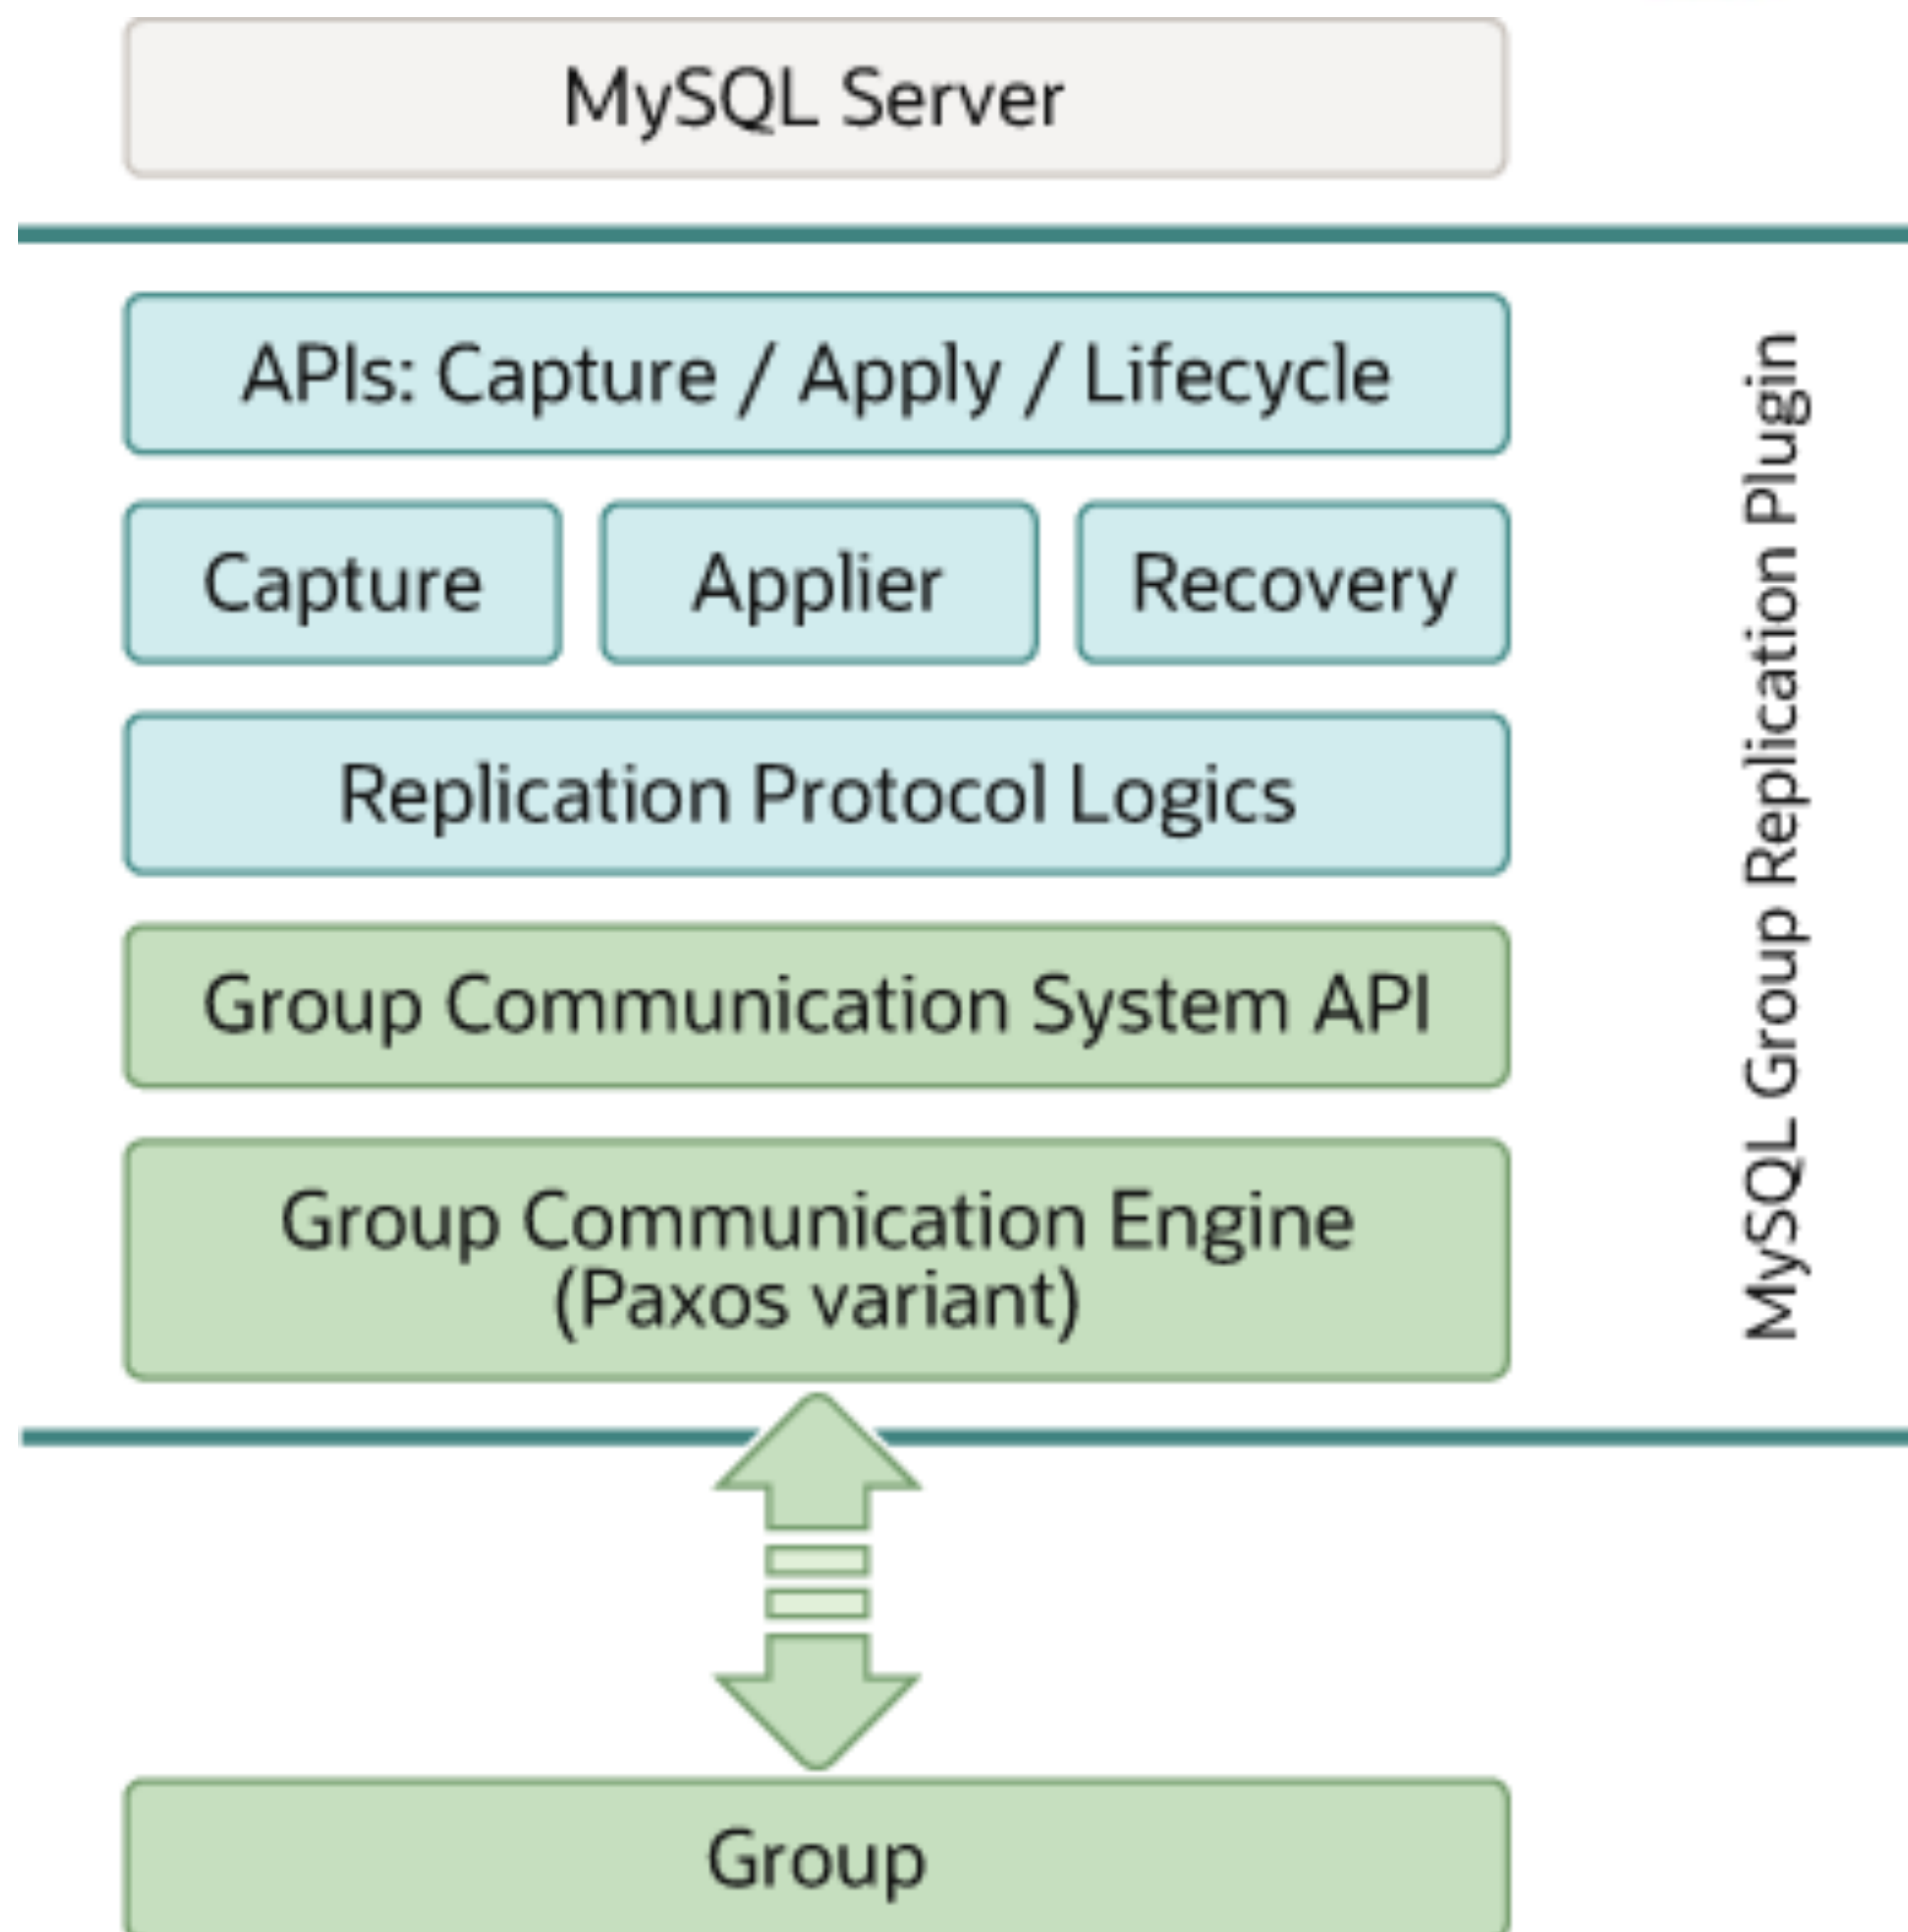 MySQL Server
APIs: Capture / Apply / Lifecycle
Capture
Applier
Recovery
Replication Protocol Logics
Group Communication System API
Group Communication Engine
(Paxos variant)
MySQL Group Replication Plugin
Group